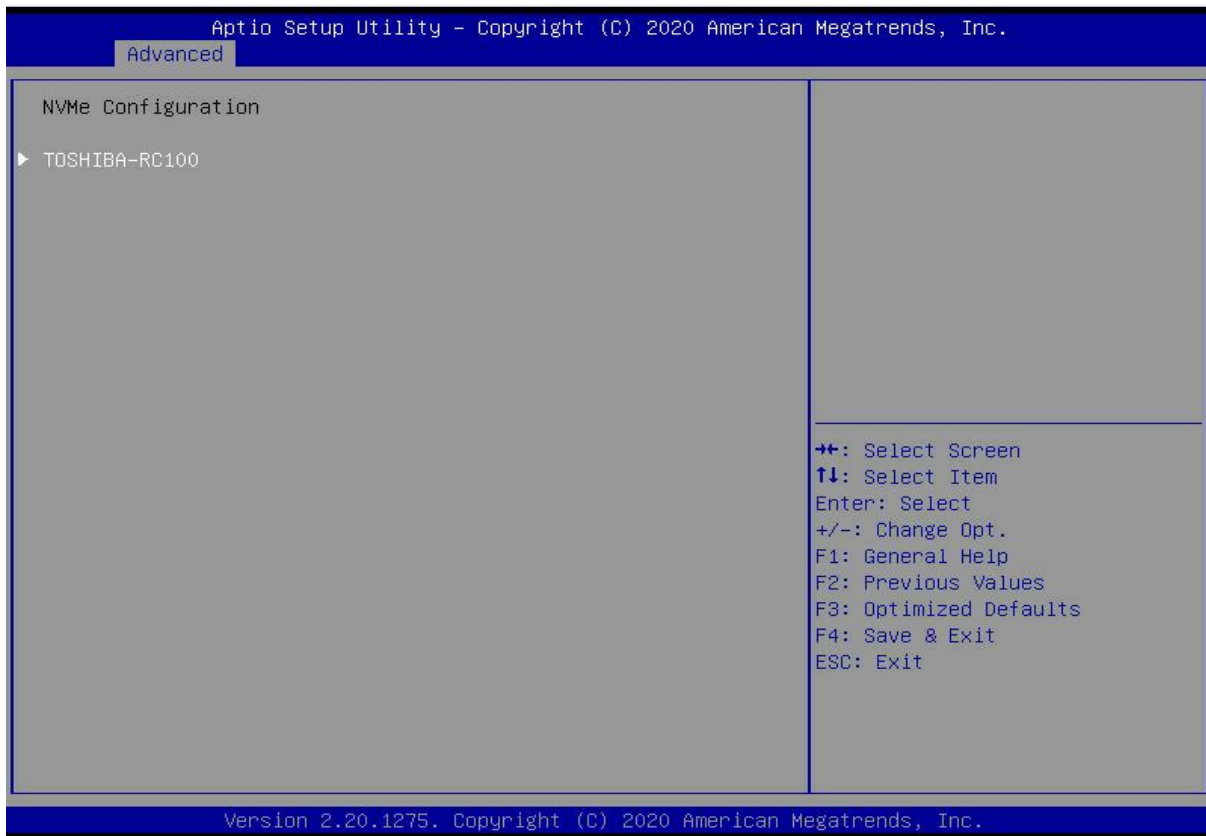 Aptio Setup Utility – Copyright (C) 2020 American Megatrends, Inc.
Advanced
NVMe Configuration
▶ TOSHIBA-RC100
→←: Select Screen
↑↓: Select Item
Enter: Select
+/-: Change Opt.
F1: General Help
F2: Previous Values
F3: Optimized Defaults
F4: Save & Exit
ESC: Exit
Version 2.20.1275. Copyright (C) 2020 American Megatrends, Inc.